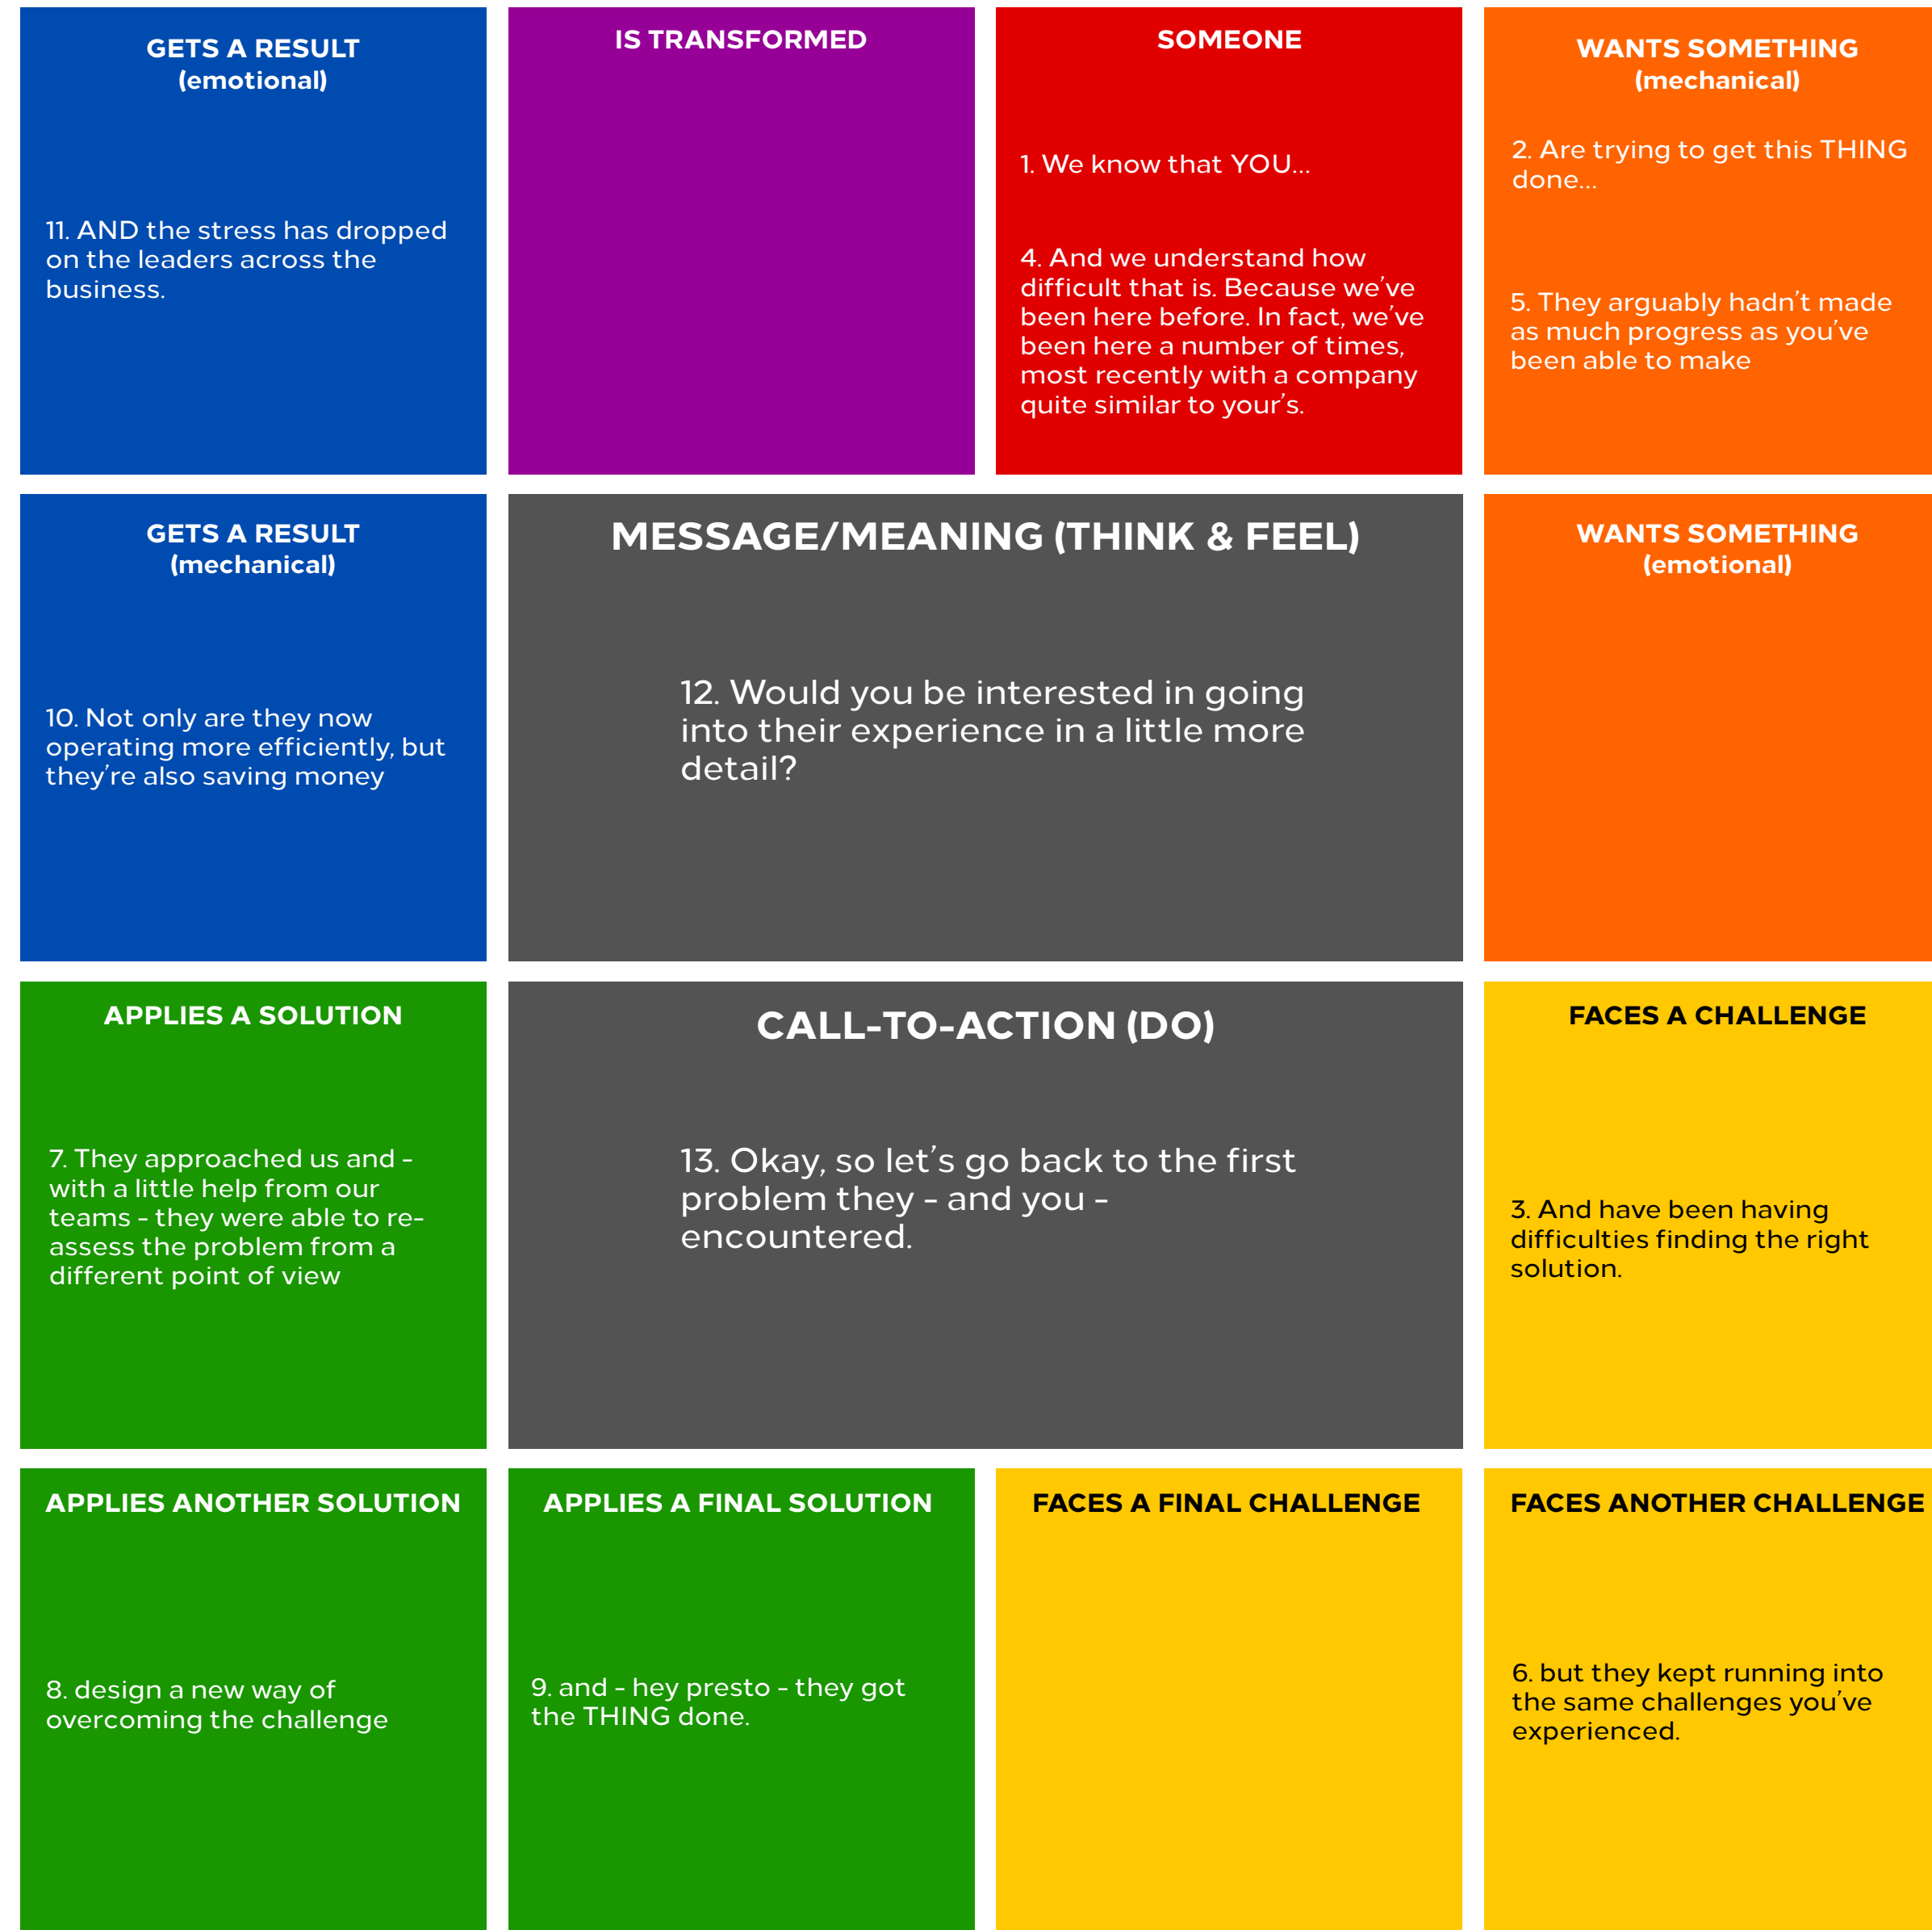 GETS A RESULT
(emotional)
11. AND the stress has dropped
on the leaders across the
business.
IS TRANSFORMED
SOMEONE
1. We know that YOU...
4. And we understand how
difficult that is. Because we've
been here before. In fact, we've
been here a number of times,
most recently with a company
quite similar to your's.
WANTS SOMETHING
(mechanical)
2. Are trying to get this THING
done...
5. They arguably hadn't made
as much progress as you've
been able to make
GETS A RESULT
(mechanical)
10. Not only are they now
operating more efficiently, but
they're also saving money
MESSAGE/MEANING (THINK & FEEL)
12. Would you be interested in going
into their experience in a little more
detail?
WANTS SOMETHING
(emotional)
APPLIES A SOLUTION
7. They approached us and -
with a little help from our
teams - they were able to re-
assess the problem from a
different point of view
CALL-TO-ACTION (DO)
13. Okay, so let's go back to the first
problem they - and you -
encountered.
FACES A CHALLENGE
3. And have been having
difficulties finding the right
solution.
APPLIES ANOTHER SOLUTION
8. design a new way of
overcoming the challenge
APPLIES A FINAL SOLUTION
9. and - hey presto - they got
the THING done.
FACES A FINAL CHALLENGE
FACES ANOTHER CHALLENGE
6. but they kept running into
the same challenges you've
experienced.